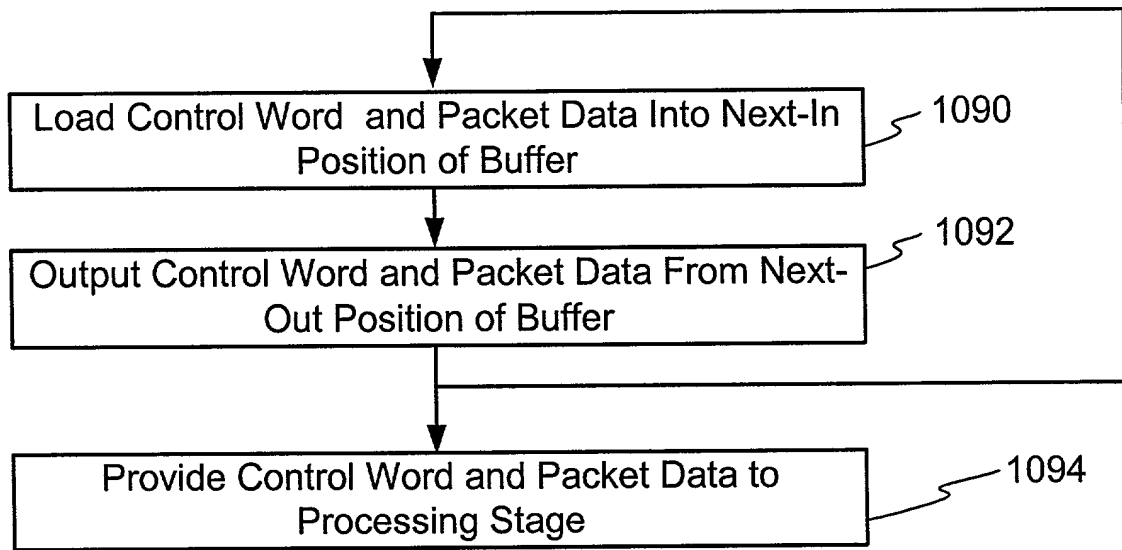 Load Control Word and Packet Data Into Next-In
Position of Buffer
1090
Output Control Word and Packet Data From Next-
Out Position of Buffer
1092
Provide Control Word and Packet Data to
Processing Stage
1094